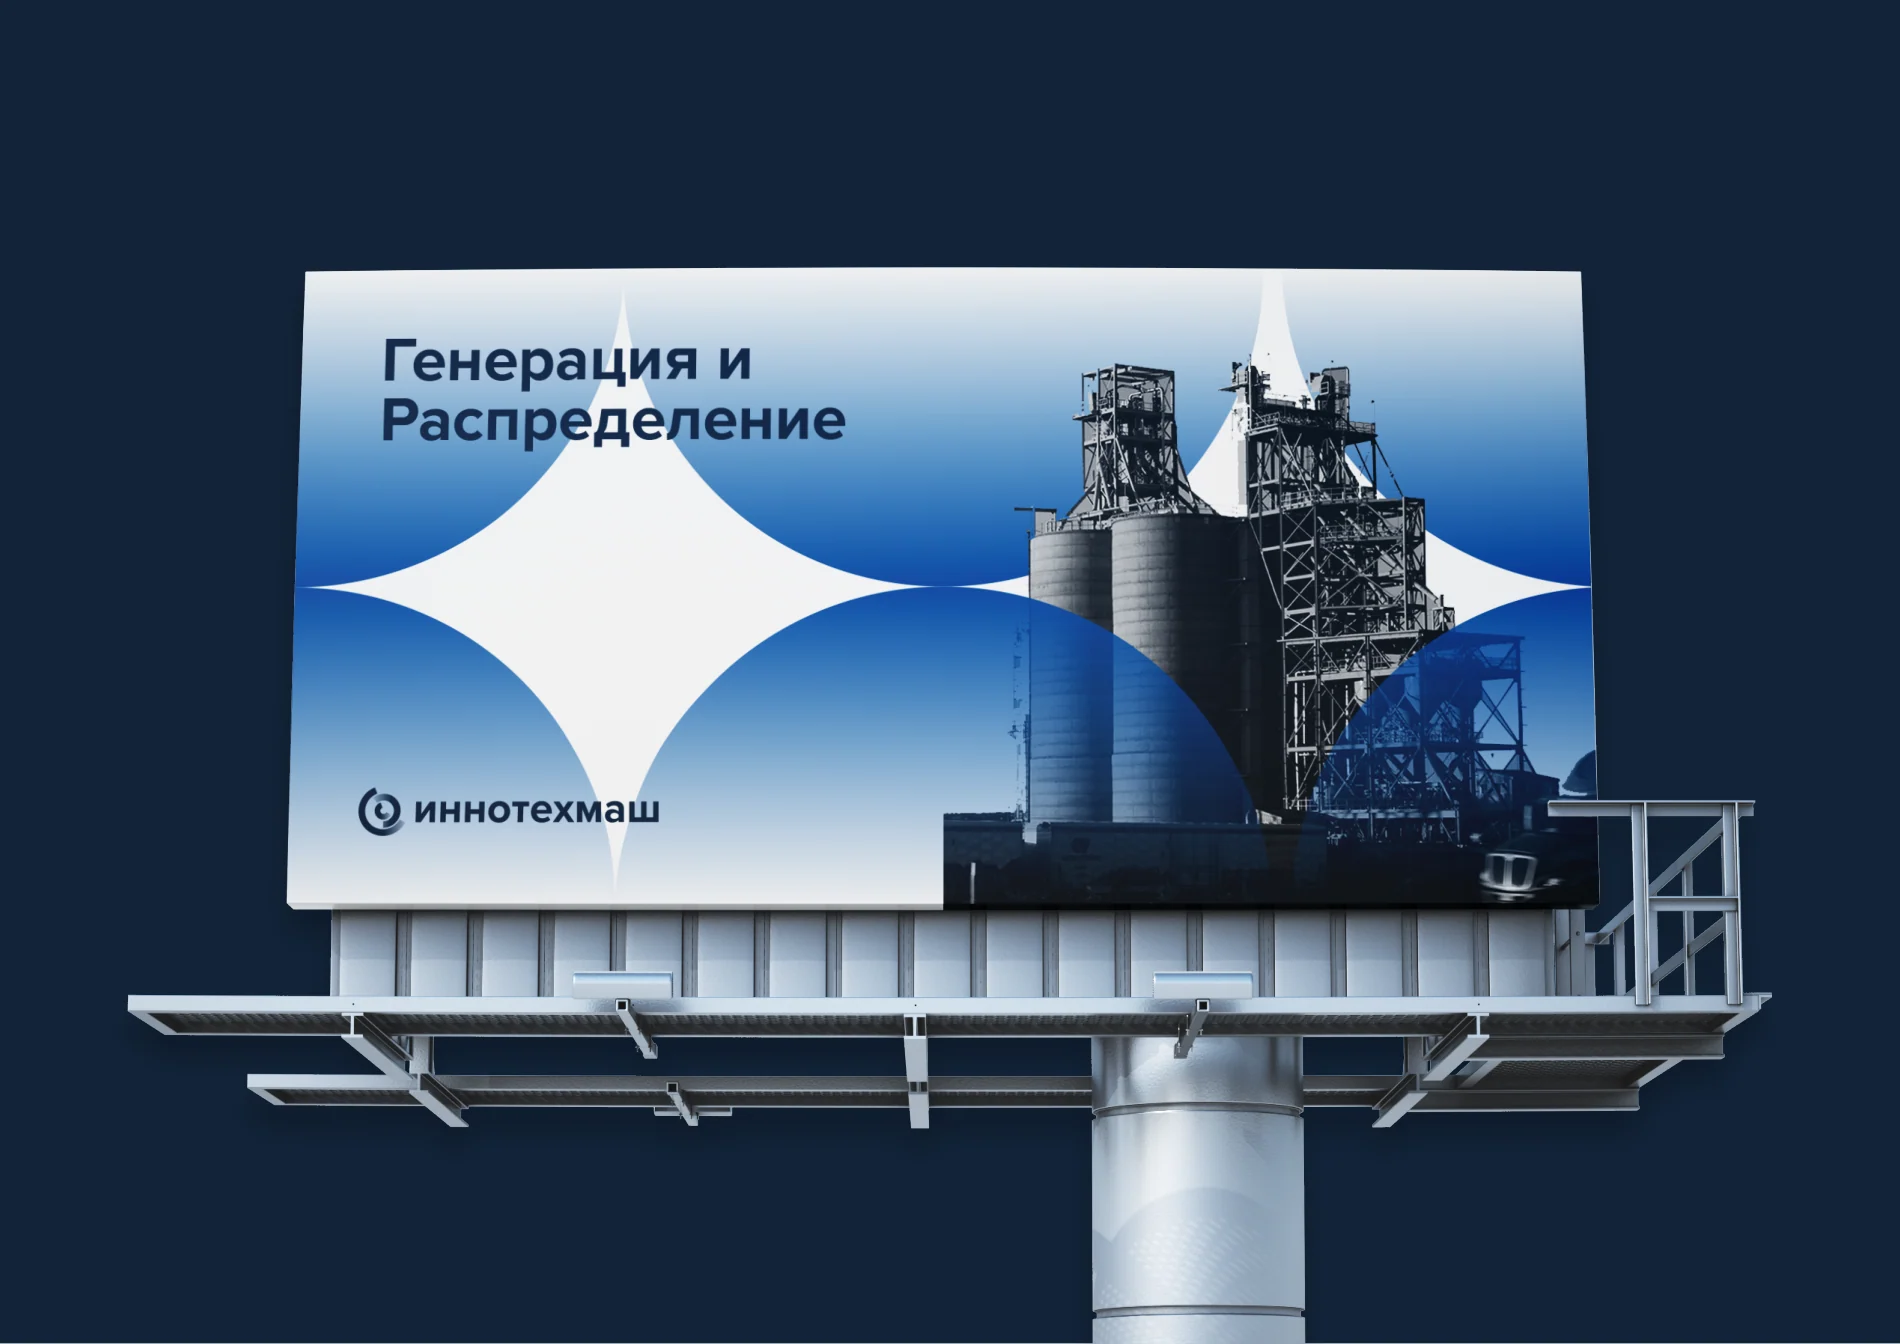 Генерация и
Распределение
иннотехмаш